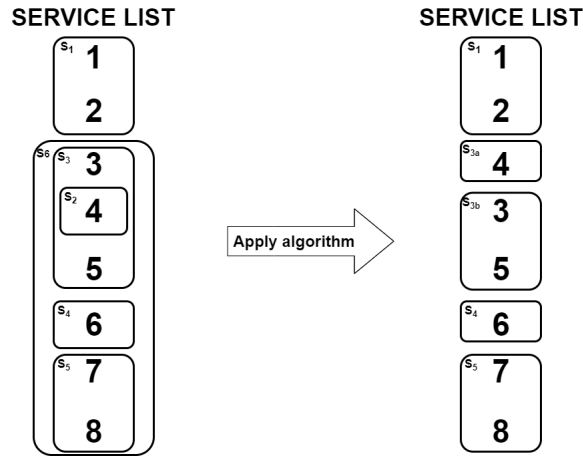 SERVICE LIST
S1 1
2
S6 S3 3
S2 4
5
S4 6
S5 7
8
Apply algorithm
SERVICE LIST
S1 1
2
S3a 4
S3b 3
5
S4 6
S5 7
8